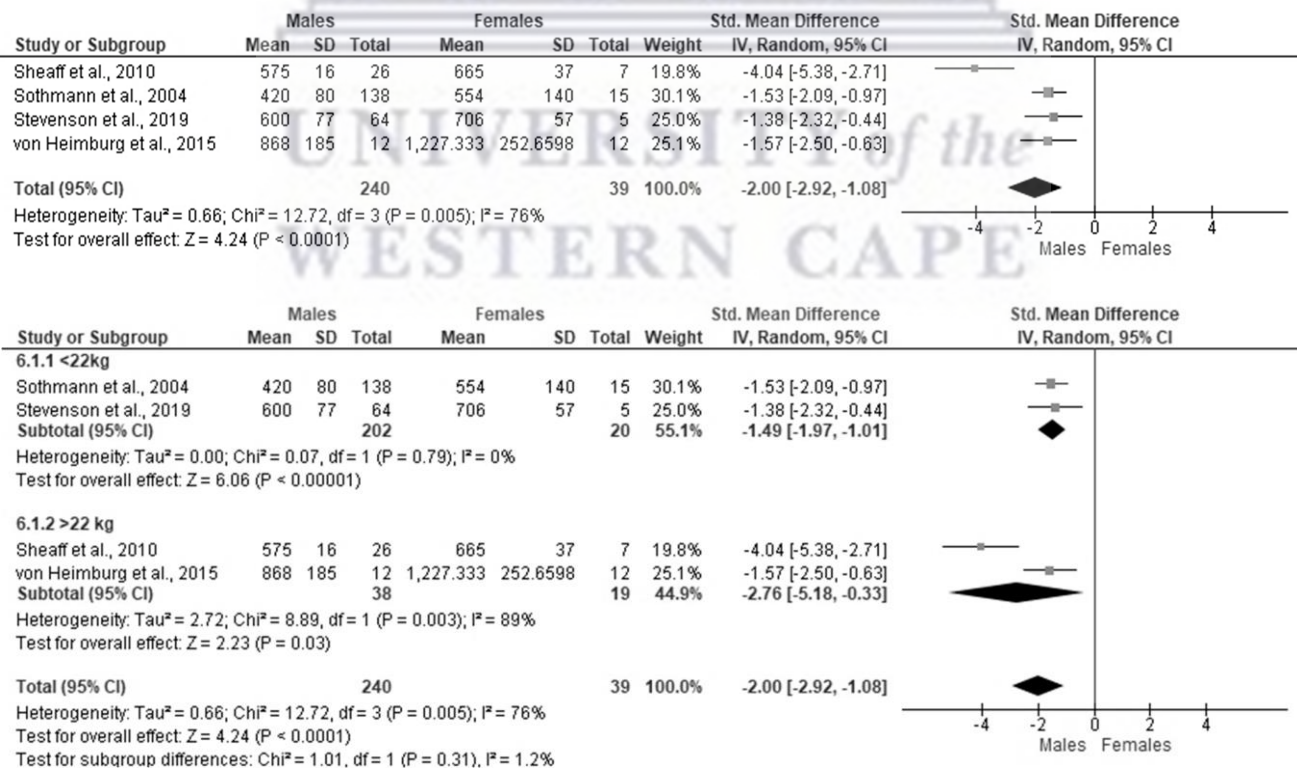 Males Females Std. Mean Difference Std. Mean Difference
Study or Subgroup Mean SD Total Mean SD Total Weight IV, Random, 95% CI IV, Random, 95% CI
Sheaff et al., 2010 575 16 26 665 37 7 19.8% -4.04 [-5.38, -2.71]
Sothmann et al., 2004 420 80 138 554 140 15 30.1% -1.53 [-2.09, -0.97]
Stevenson et al., 2019 600 77 64 706 57 5 25.0% -1.38 [-2.32, -0.44]
von Heimburg et al., 2015 868 185 12 1,227.333 252.6598 12 25.1% -1.57 [-2.50, -0.63]
UNIVERSITY of the
Total (95% CI) 240 39 100.0% -2.00 [-2.92, -1.08]
Heterogeneity: Tau² = 0.66; Chi² = 12.72, df = 3 (P = 0.005); I² = 76%
Test for overall effect: Z = 4.24 (P < 0.0001)
-4 -2 0 2 4
Males Females
WESTERN CAPE
Males Females Std. Mean Difference Std. Mean Difference
Study or Subgroup Mean SD Total Mean SD Total Weight IV, Random, 95% CI IV, Random, 95% CI
6.1.1 <22kg
Sothmann et al., 2004 420 80 138 554 140 15 30.1% -1.53 [-2.09, -0.97]
Stevenson et al., 2019 600 77 64 706 57 5 25.0% -1.38 [-2.32, -0.44]
Subtotal (95% CI) 202 20 55.1% -1.49 [-1.97, -1.01]
Heterogeneity: Tau² = 0.00; Chi² = 0.07, df = 1 (P = 0.79); I² = 0%
Test for overall effect: Z = 6.06 (P < 0.00001)
6.1.2 >22 kg
Sheaff et al., 2010 575 16 26 665 37 7 19.8% -4.04 [-5.38, -2.71]
von Heimburg et al., 2015 868 185 12 1,227.333 252.6598 12 25.1% -1.57 [-2.50, -0.63]
Subtotal (95% CI) 38 19 44.9% -2.76 [-5.18, -0.33]
Heterogeneity: Tau² = 2.72; Chi² = 8.89, df = 1 (P = 0.003); I² = 89%
Test for overall effect: Z = 2.23 (P = 0.03)
Total (95% CI) 240 39 100.0% -2.00 [-2.92, -1.08]
Heterogeneity: Tau² = 0.66; Chi² = 12.72, df = 3 (P = 0.005); I² = 76%
Test for overall effect: Z = 4.24 (P < 0.0001)
Test for subgroup differences: Chi² = 1.01, df = 1 (P = 0.31), I² = 1.2%
-4 -2 0 2 4
Males Females